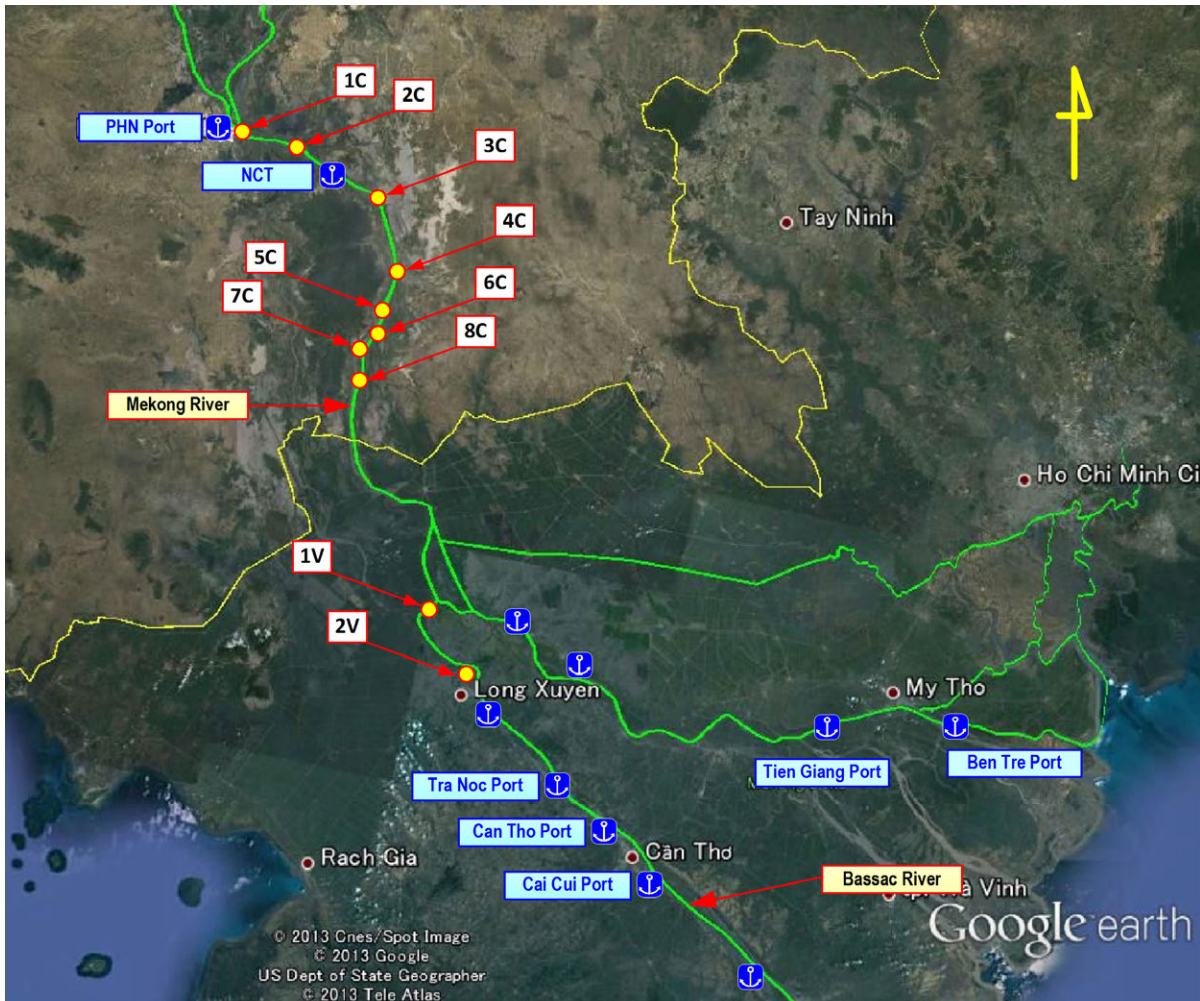 1C
2C
PHN Port
3C
NCT
Tay Ninh
4C
5C
6C
7C
8C
Mekong River
Ho Chi Minh Ci
1V
2V
Long Xuyen
My Tho
Ben Tre Port
Tien Giang Port
Tra Noc Port
Can Tho Port
Cần Thơ
Rach Gia
Cai Cui Port
Bassac River
Vinh
Google earth
© 2013 Cnes/Spot Image
© 2013 Google
US Dept of State Geographer
© 2013 Tele Atlas